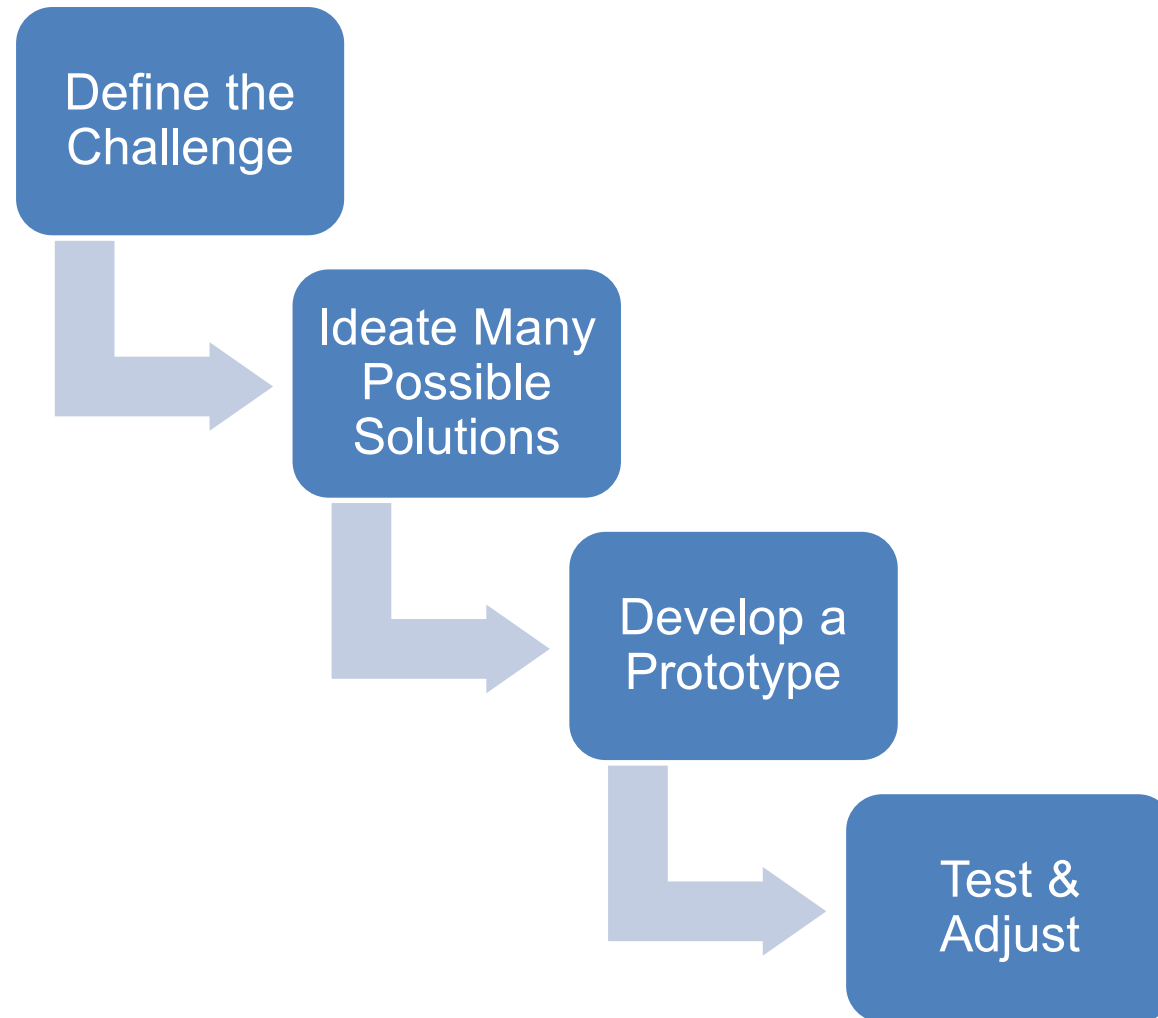 Define the
Challenge
Ideate Many
Possible
Solutions
Develop a
Prototype
Test &
Adjust